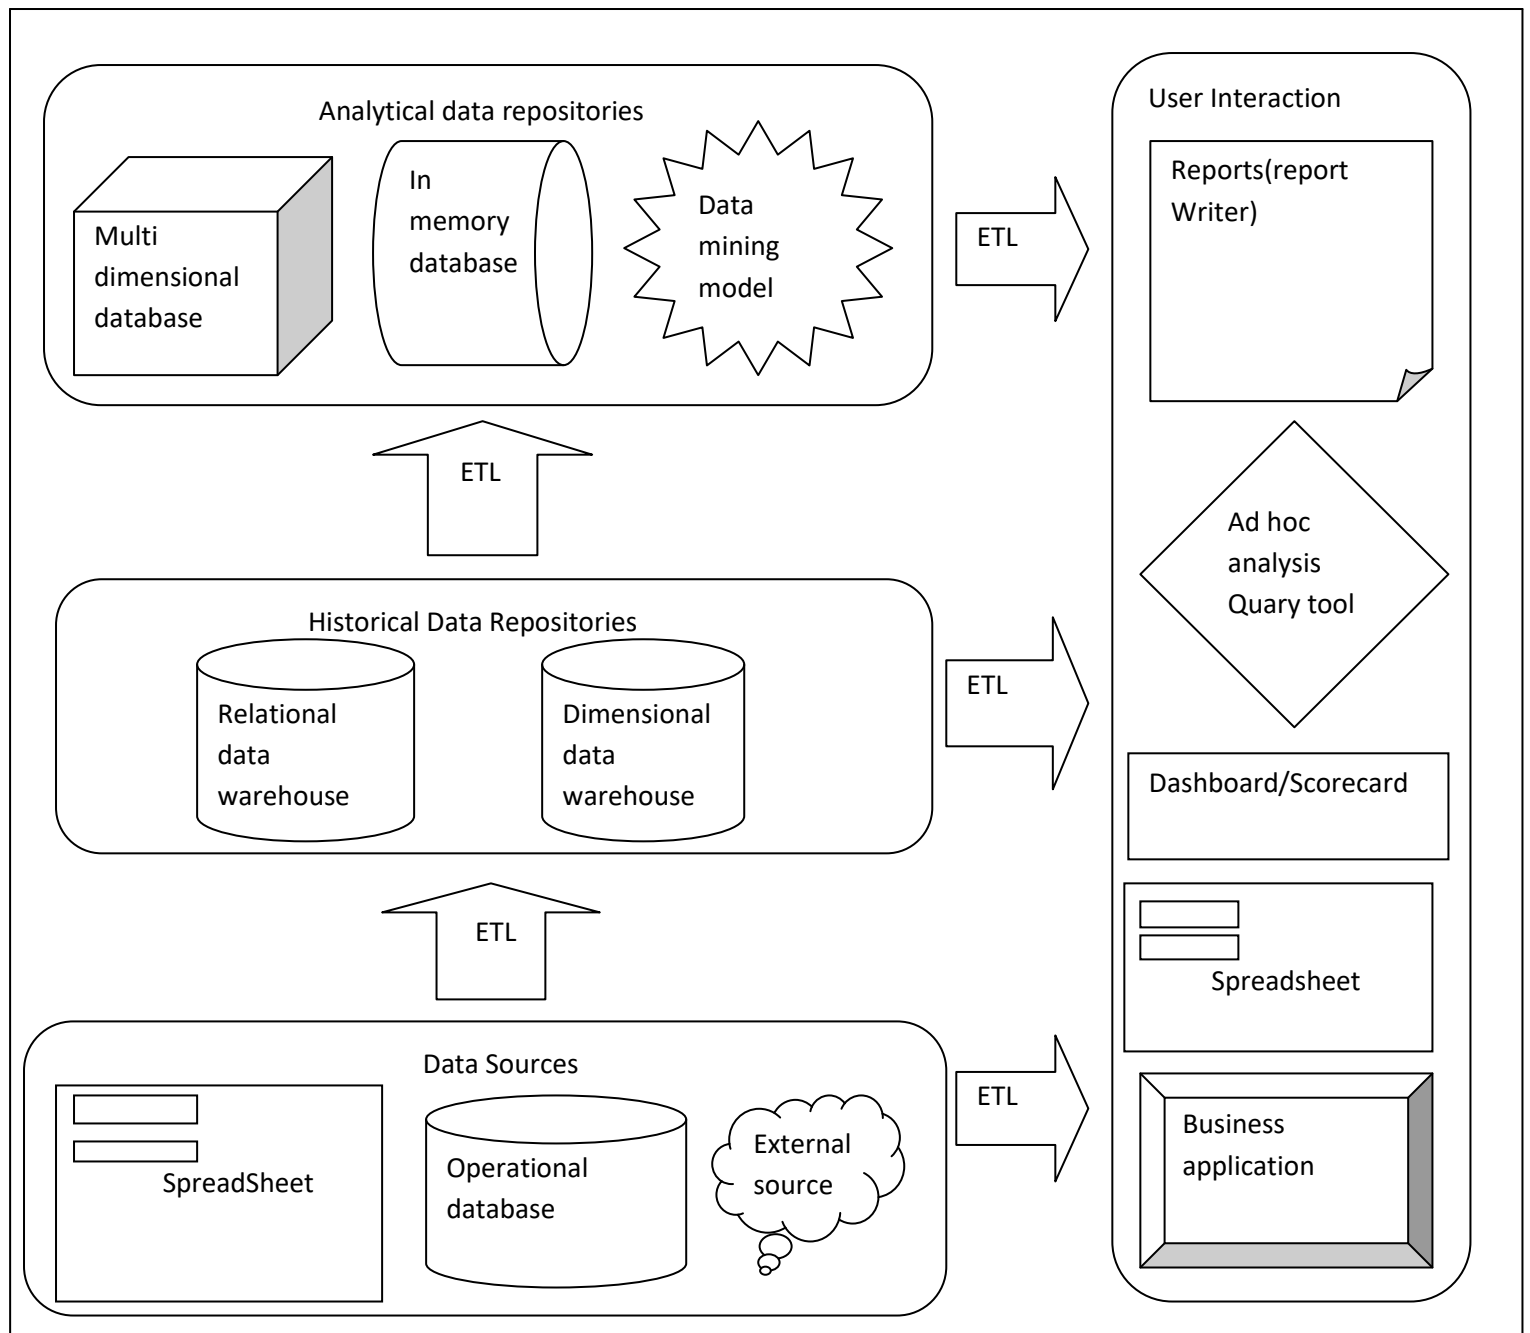 Analytical data repositories
Multi
dimensional
database
In
memory
database
Data
mining
model
ETL
User Interaction
Reports(report
Writer)
ETL
Ad hoc
analysis
Quary tool
Historical Data Repositories
Relational
data
warehouse
Dimensional
data
warehouse
ETL
Dashboard/Scorecard
ETL
Spreadsheet
Data Sources
SpreadSheet
Operational
database
External
source
ETL
Business
application